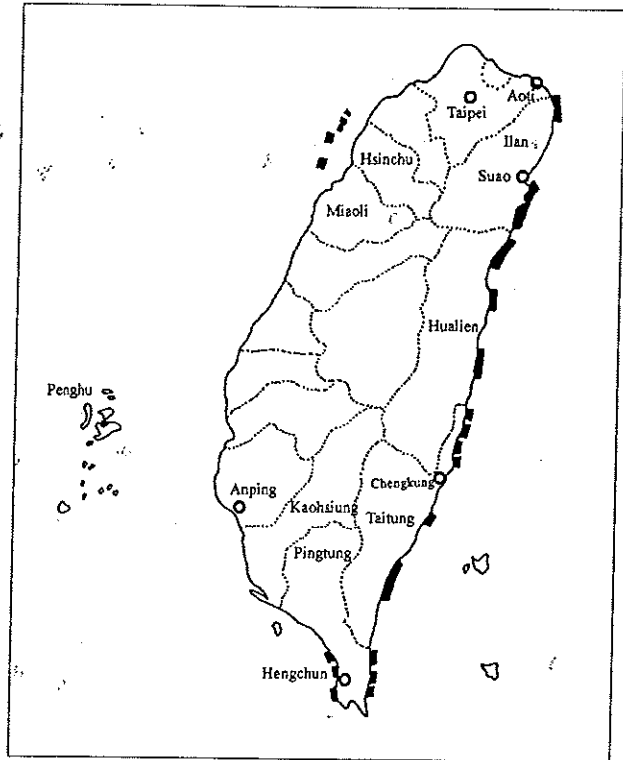 Aoti
Taipei
Ilan
Hsinchu
Suao
Miaoli
Hualien
Penghu
Chengkung
Anping
Kaohsiung
Taitung
Pingtung
Hengchun